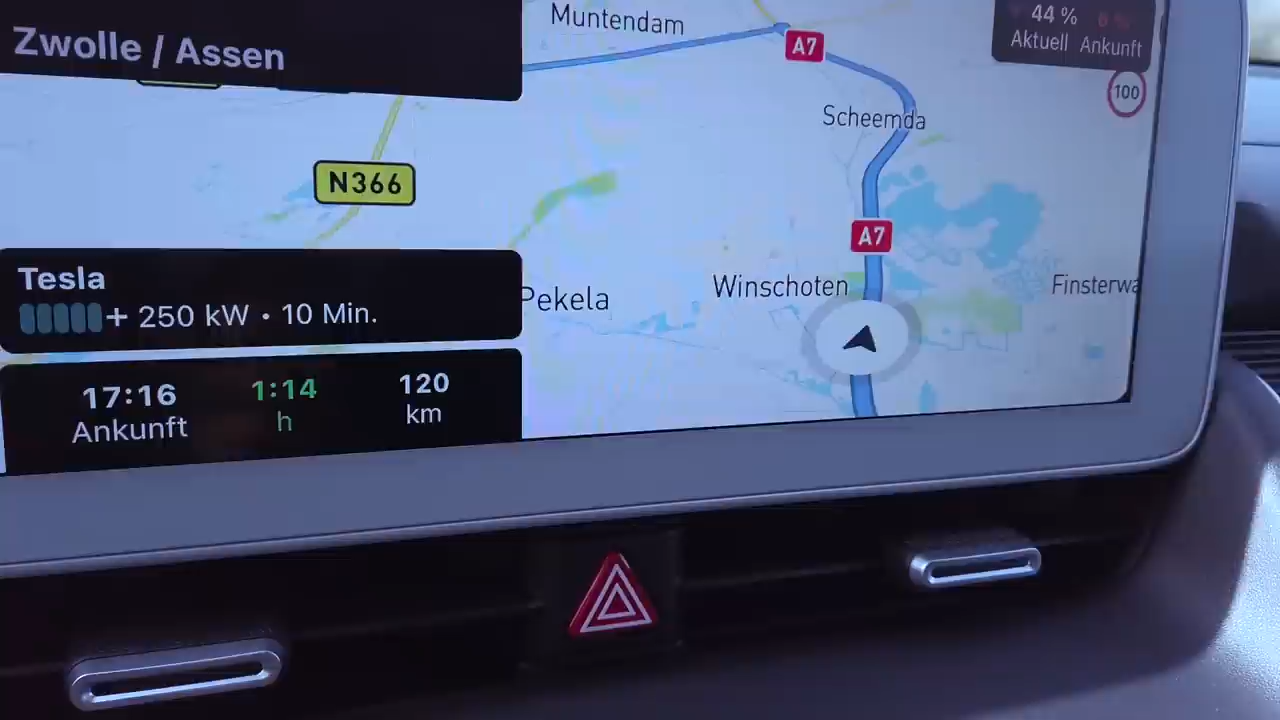 Zwolle / Assen
Muntendam
A7
44 %
Aktuell Ankunft
100
Scheemda
N366
A7
Winschoten
Finsterwa
Pekela
Tesla
+ 250 kW • 10 Min.
17:16
Ankunft
1:14
h
120
km